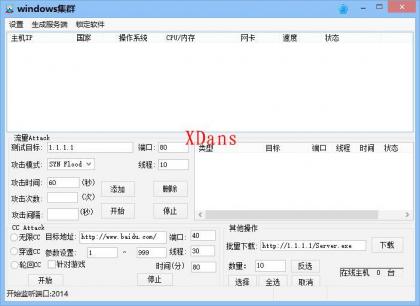 windows集群
设置 生成服务端 锁定软件
主机IP 国家 操作系统 CPU/内存 网卡 速度 状态
XDans
流量Attack
测试目标: 1.1.1.1 端口: 80
攻击模式: SYN Flood 线程: 10
攻击时间: 60 (秒) 添加 删除
攻击次数: (次)
攻击间隔: (秒) 开始 停止
类型 目标 端口 线程 时间 状态
CC Attack
无限CC 目标地址: http://www.baidu.com/ 端口: 40
穿透CC 参数设置: 1 ~ 999 线程: 30
轮回CC 针对游戏 时间(分) 80
开始 停止
其他操作
批量下载: http://1.1.1.1/Server.exe 下载
数量: 10 反选
选择 全选 在线主机 0 台
清屏
开始监听端口:2014